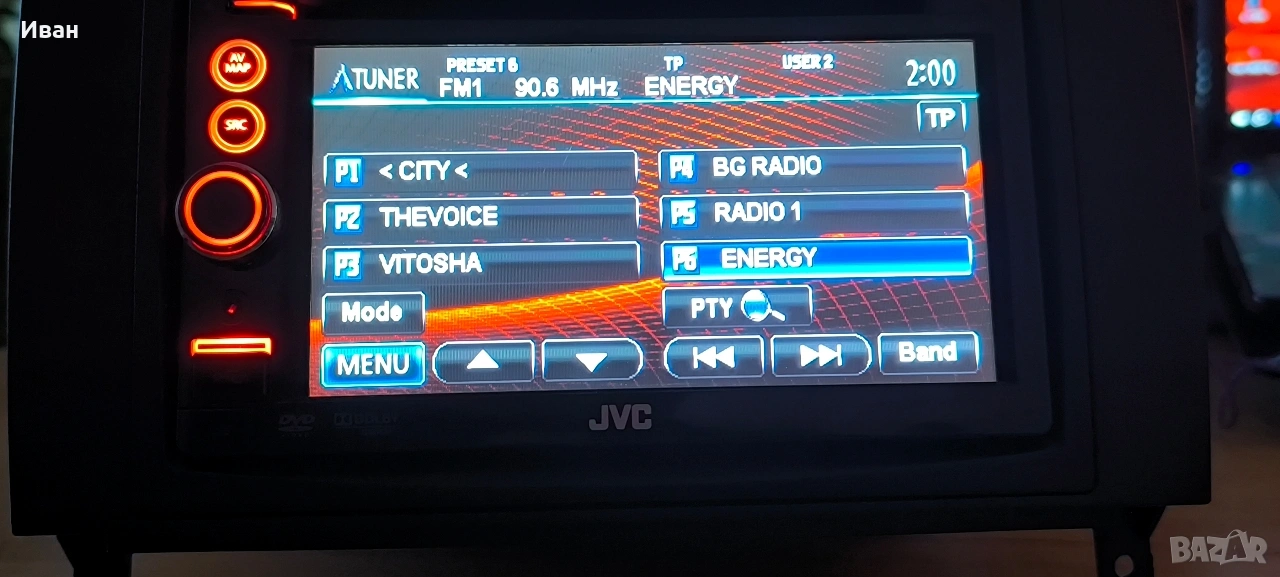 Иван
AV
MAP
SRC
TUNER
PRESET 6
TP
USER 2
FM1 90.6 MHz ENERGY
2:00
TP
P1 < CITY <
P4 BG RADIO
P2 THEVOICE
P5 RADIO 1
P3 VITOSHA
P6 ENERGY
Mode
PTY
MENU
Band
DVD
JVC
BAZAR